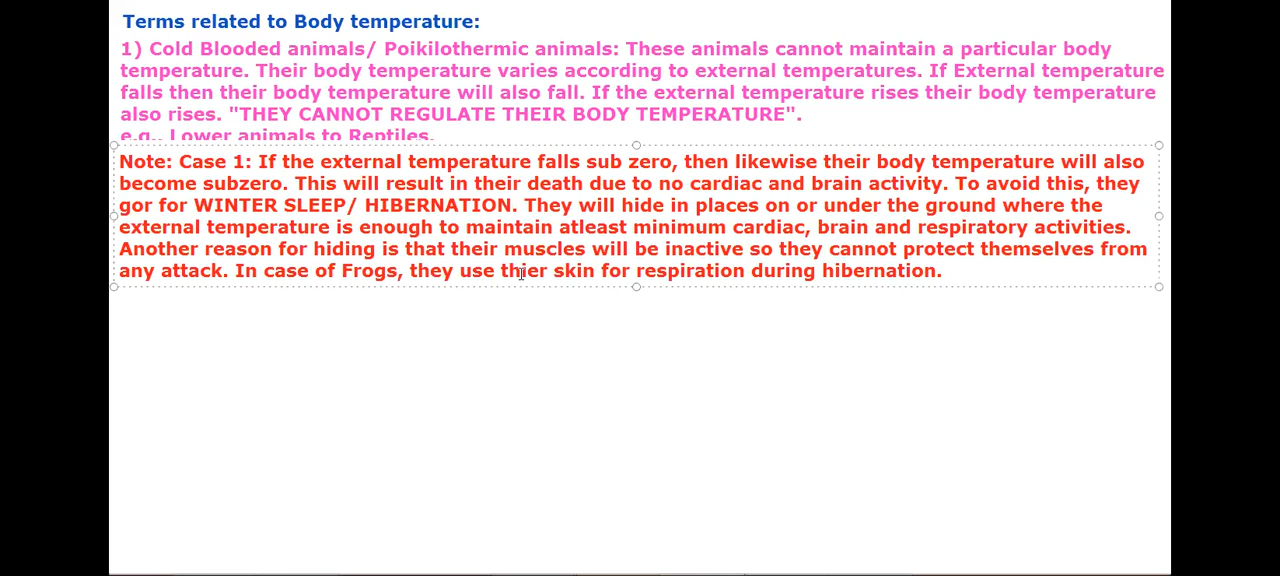 Terms related to Body temperature:
1) Cold Blooded animals/ Poikilothermic animals: These animals cannot maintain a particular body
temperature. Their body temperature varies according to external temperatures. If External temperature
falls then their body temperature will also fall. If the external temperature rises their body temperature
also rises. "THEY CANNOT REGULATE THEIR BODY TEMPERATURE".
e.g., Lower animals to Reptiles.
Note: Case 1: If the external temperature falls sub zero, then likewise their body temperature will also
become subzero. This will result in their death due to no cardiac and brain activity. To avoid this, they
gor for WINTER SLEEP/ HIBERNATION. They will hide in places on or under the ground where the
external temperature is enough to maintain atleast minimum cardiac, brain and respiratory activities.
Another reason for hiding is that their muscles will be inactive so they cannot protect themselves from
any attack. In case of Frogs, they use thier skin for respiration during hibernation.